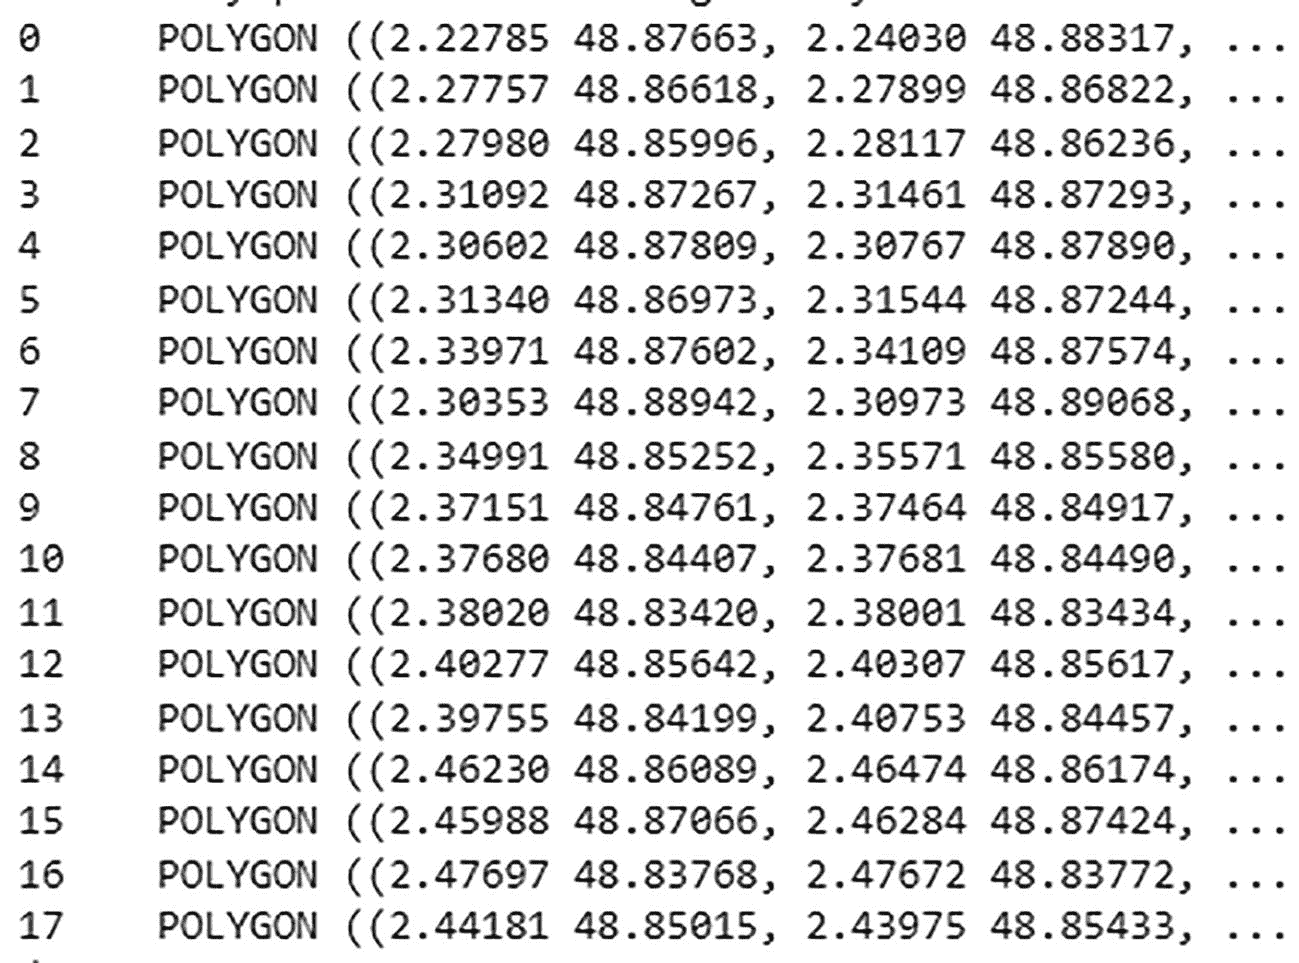 0 POLYGON ((2.22785 48.87663, 2.24030 48.88317, ...
1 POLYGON ((2.27757 48.86618, 2.27899 48.86822, ...
2 POLYGON ((2.27980 48.85996, 2.28117 48.86236, ...
3 POLYGON ((2.31092 48.87267, 2.31461 48.87293, ...
4 POLYGON ((2.30602 48.87809, 2.30767 48.87890, ...
5 POLYGON ((2.31340 48.86973, 2.31544 48.87244, ...
6 POLYGON ((2.33971 48.87602, 2.34109 48.87574, ...
7 POLYGON ((2.30353 48.88942, 2.30973 48.89068, ...
8 POLYGON ((2.34991 48.85252, 2.35571 48.85580, ...
9 POLYGON ((2.37151 48.84761, 2.37464 48.84917, ...
10 POLYGON ((2.37680 48.84407, 2.37681 48.84490, ...
11 POLYGON ((2.38020 48.83420, 2.38001 48.83434, ...
12 POLYGON ((2.40277 48.85642, 2.40307 48.85617, ...
13 POLYGON ((2.39755 48.84199, 2.40753 48.84457, ...
14 POLYGON ((2.46230 48.86089, 2.46474 48.86174, ...
15 POLYGON ((2.45988 48.87066, 2.46284 48.87424, ...
16 POLYGON ((2.47697 48.83768, 2.47672 48.83772, ...
17 POLYGON ((2.44181 48.85015, 2.43975 48.85433, ...